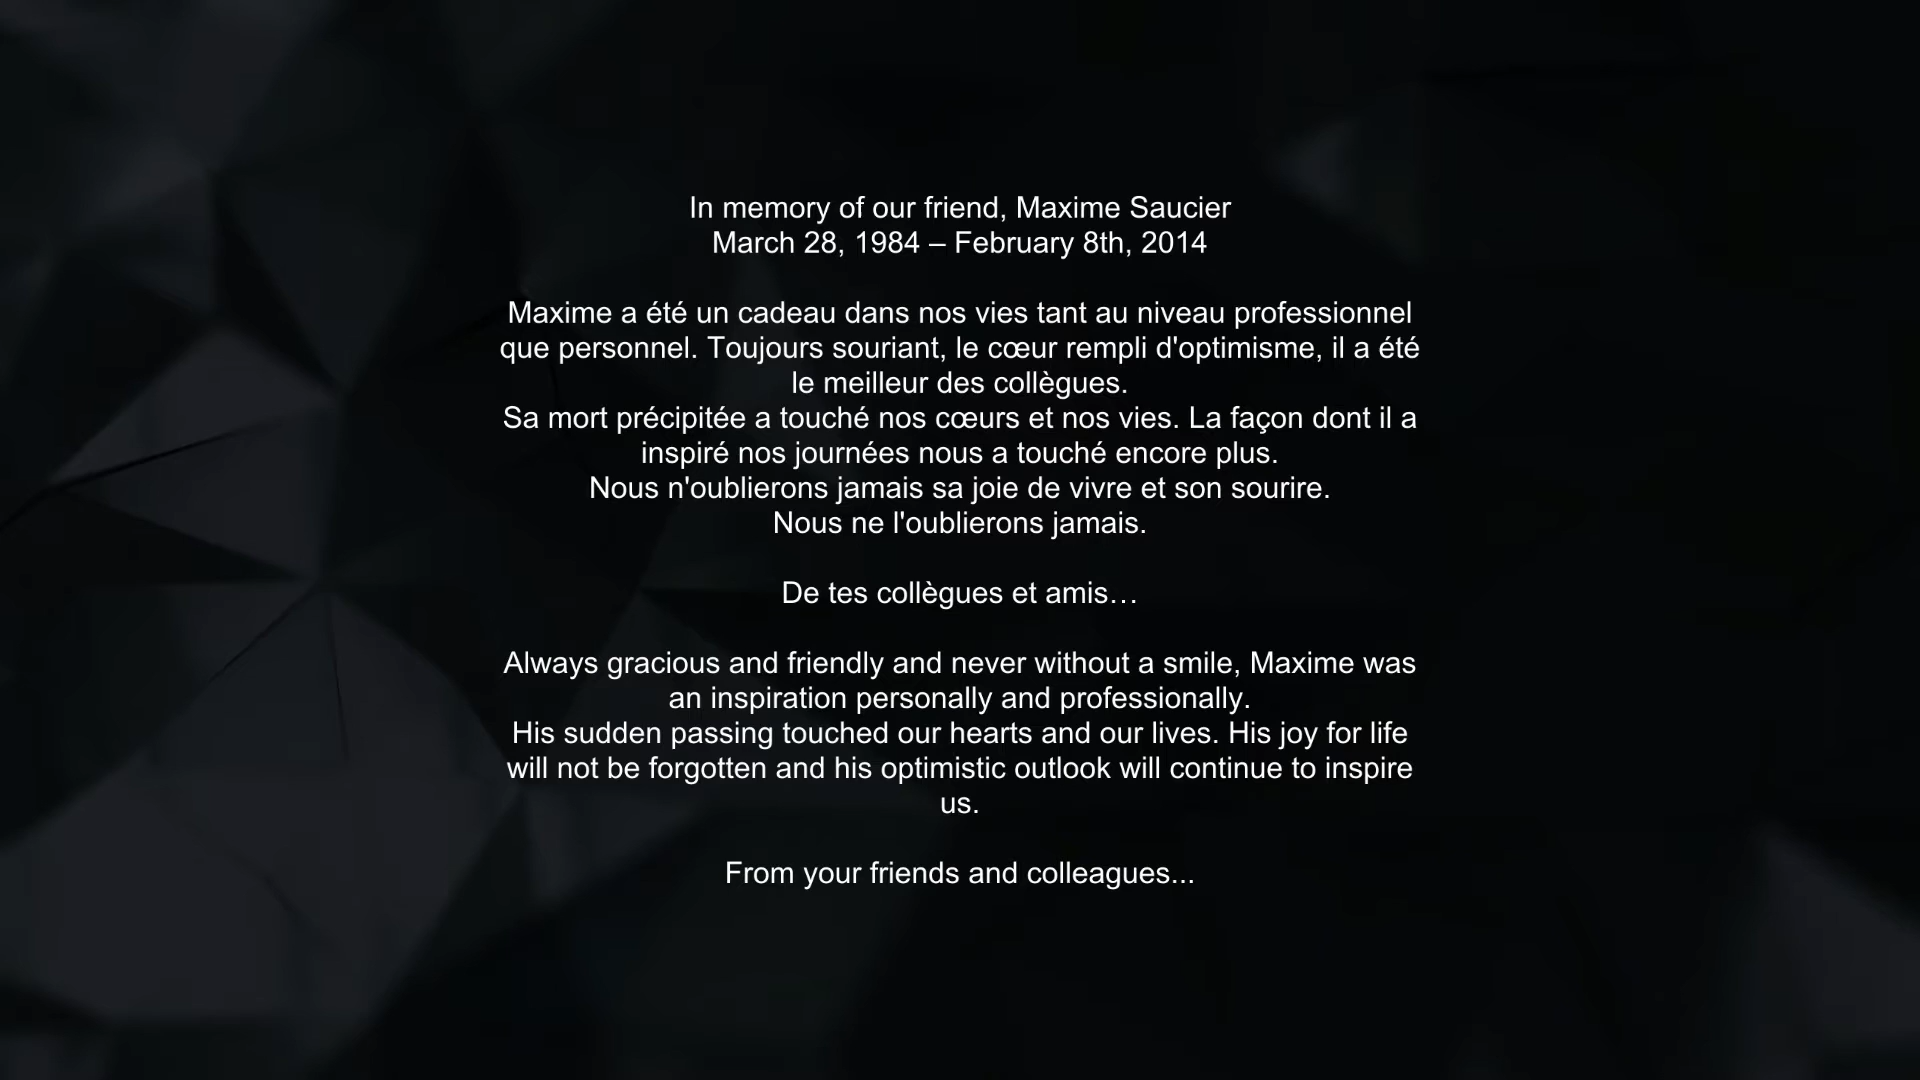 In memory of our friend, Maxime Saucier
March 28, 1984 – February 8th, 2014
Maxime a été un cadeau dans nos vies tant au niveau professionnel
que personnel. Toujours souriant, le cœur rempli d'optimisme, il a été
le meilleur des collègues.
Sa mort précipitée a touché nos cœurs et nos vies. La façon dont il a
inspiré nos journées nous a touché encore plus.
Nous n'oublierons jamais sa joie de vivre et son sourire.
Nous ne l'oublierons jamais.
De tes collègues et amis…
Always gracious and friendly and never without a smile, Maxime was
an inspiration personally and professionally.
His sudden passing touched our hearts and our lives. His joy for life
will not be forgotten and his optimistic outlook will continue to inspire
us.
From your friends and colleagues...